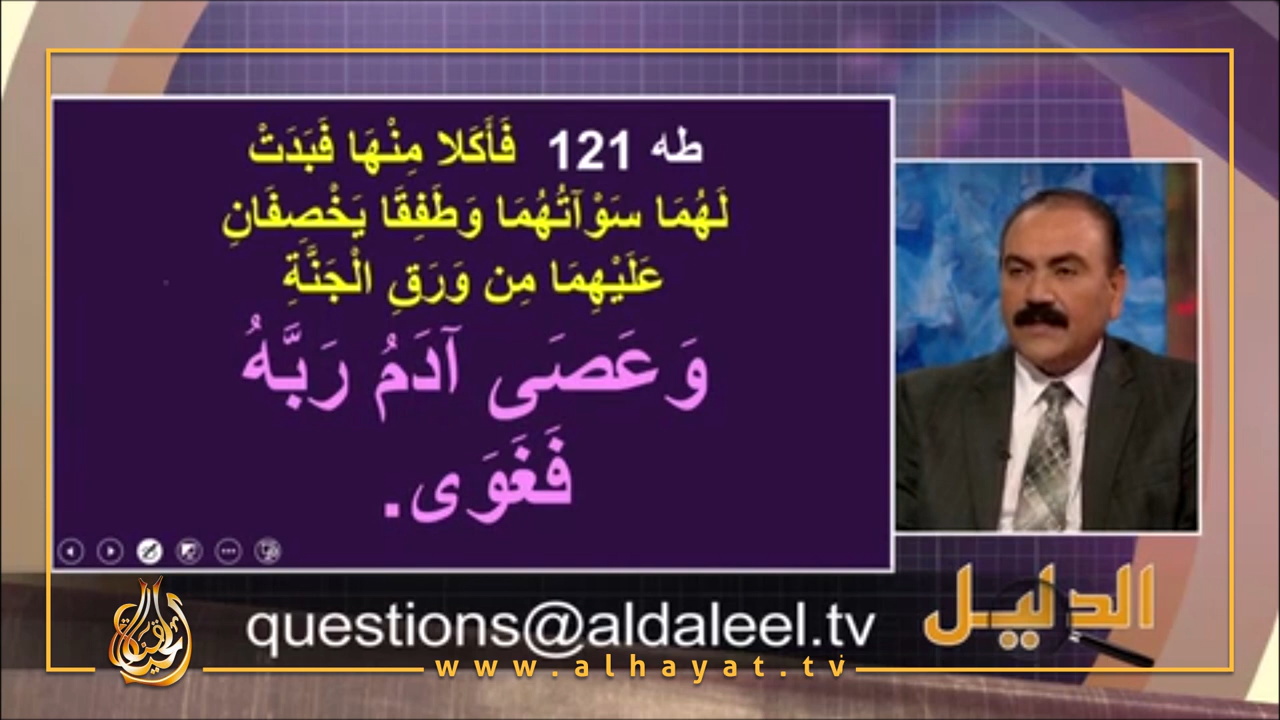 طه 121 فَأَكَلا مِنْهَا فَبَدَتْ
لَهُمَا سَوْآتُهُمَا وَطَفِقَا يَخْصِفَانِ
عَلَيْهِمَا مِن وَرَقِ الْجَنَّةِ
وَعَصَى آدَمُ رَبَّهُ
فَغَوَى.
الدليل
questions@aldaleel.tv
www.alhayat.tv